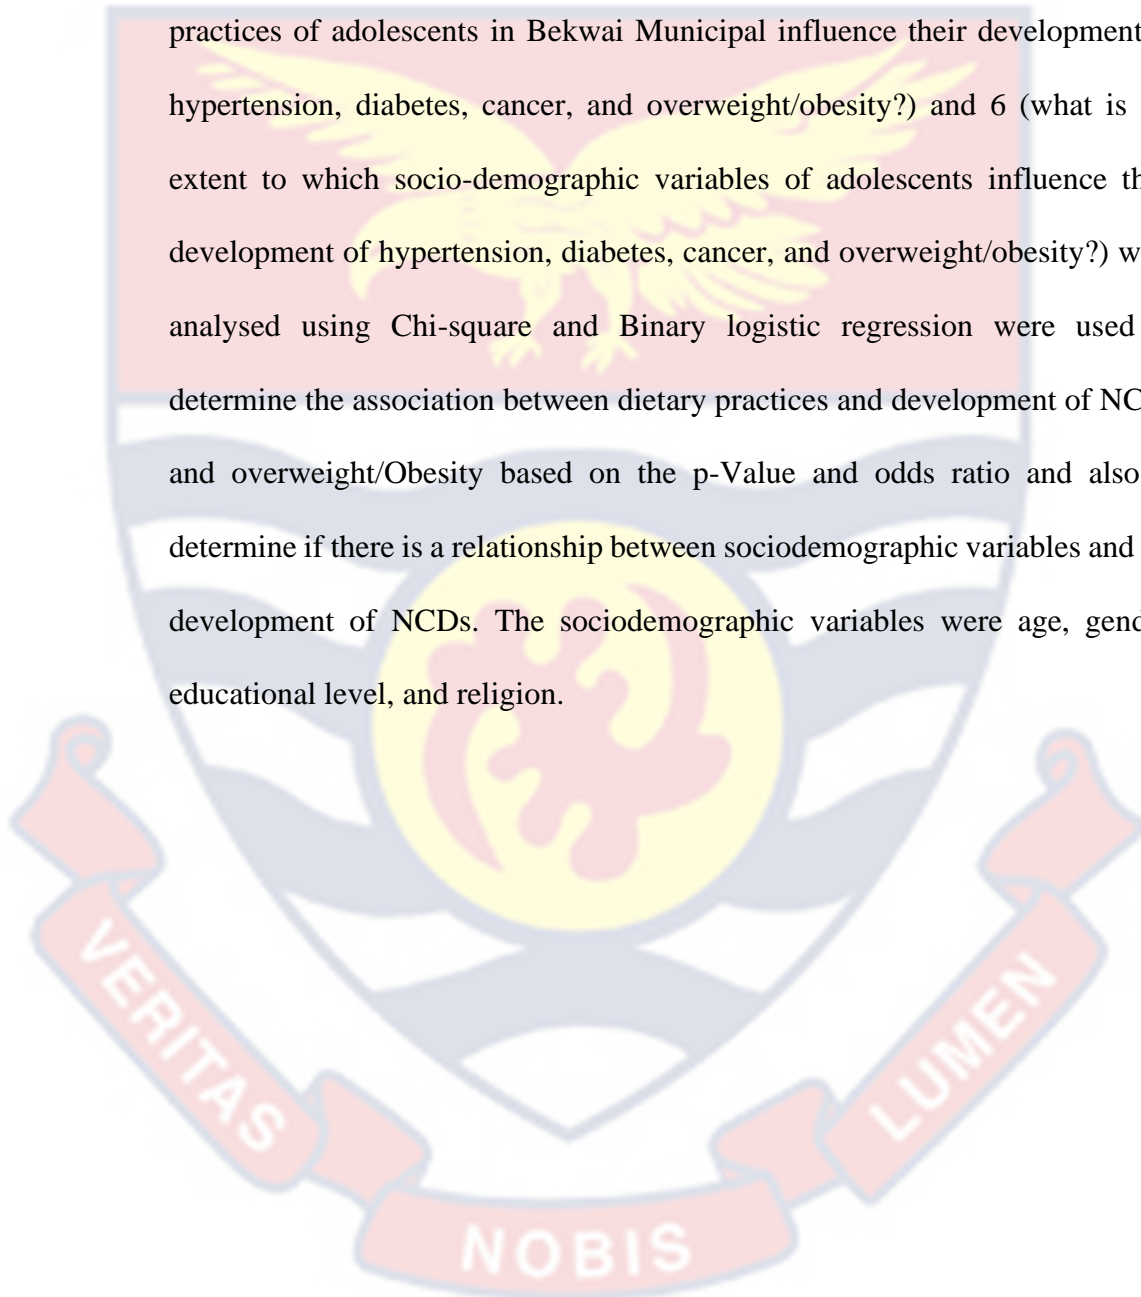 practices of adolescents in Bekwai Municipal influence their development
hypertension, diabetes, cancer, and overweight/obesity?) and 6 (what is
extent to which socio-demographic variables of adolescents influence th
development of hypertension, diabetes, cancer, and overweight/obesity?) w
analysed using Chi-square and Binary logistic regression were used
determine the association between dietary practices and development of NC
and overweight/Obesity based on the p-Value and odds ratio and also
determine if there is a relationship between sociodemographic variables and
development of NCDs. The sociodemographic variables were age, gend
educational level, and religion.
VERITAS
NOBIS
LUMEN